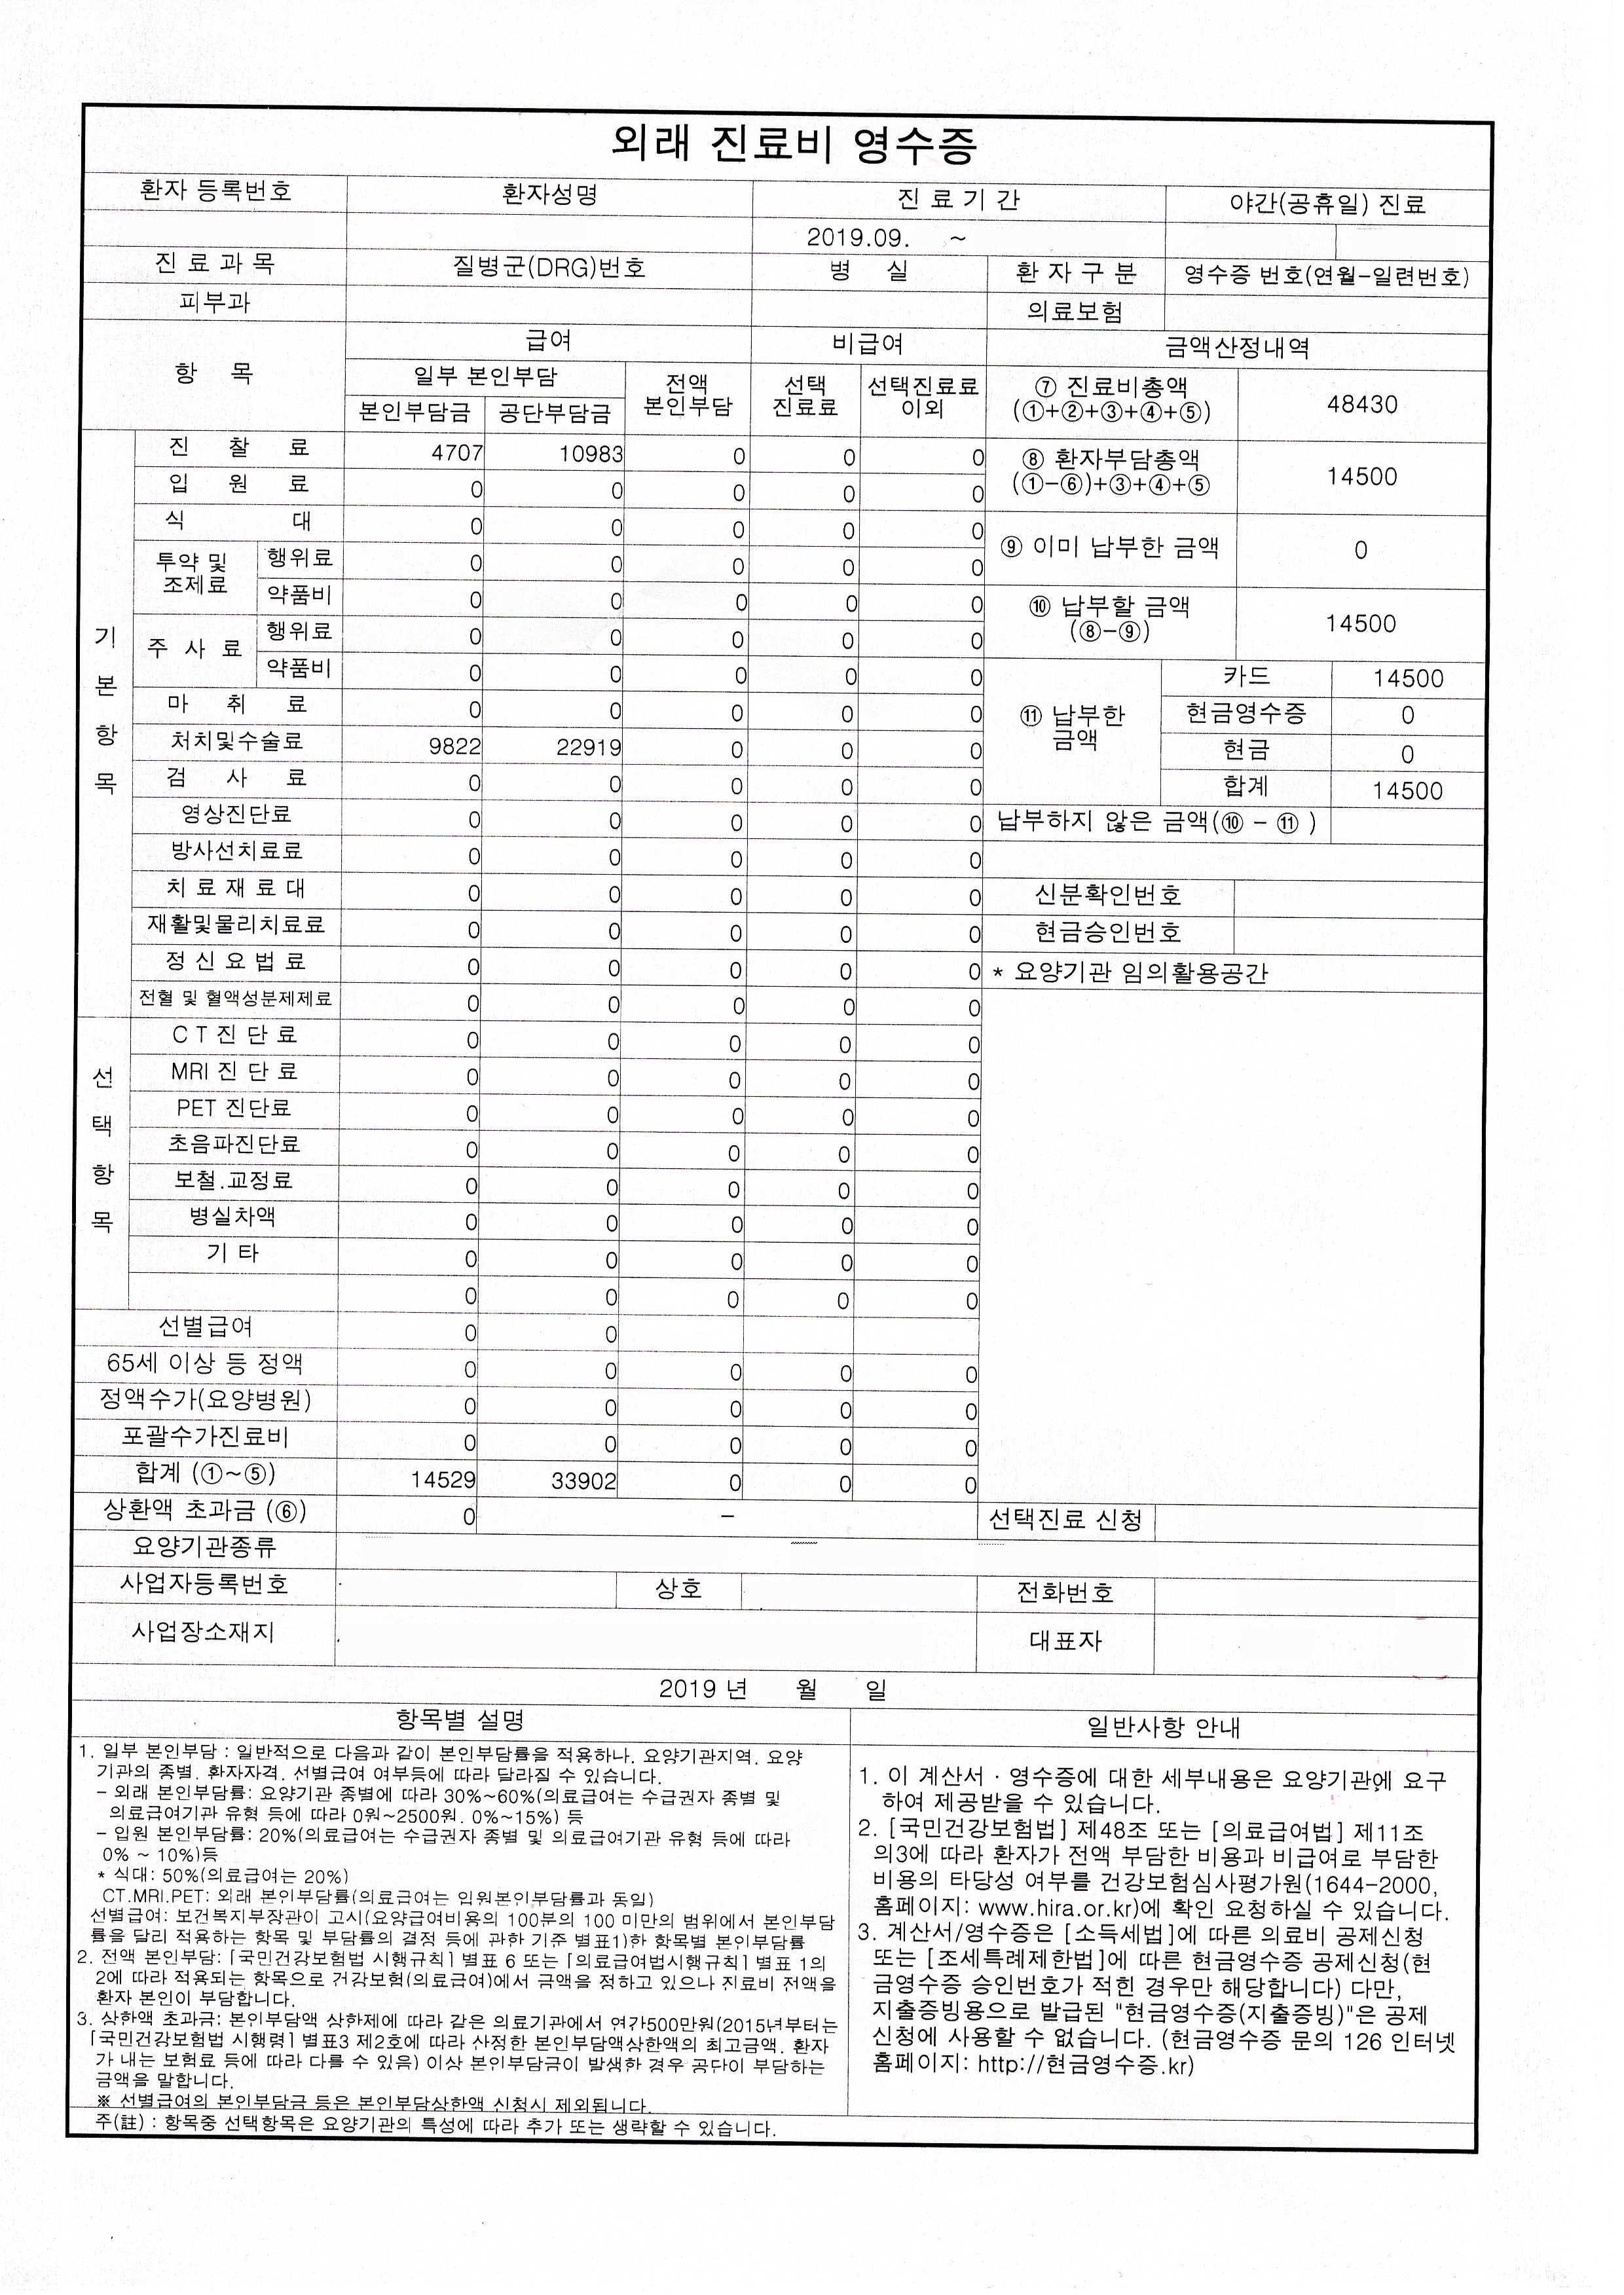 외래 진료비 영수증
환자 등록번호 환자성명 진 료 기 간 야간(공휴일) 진료
2019.09. ~
진 료 과 목 질병군(DRG)번호 병 실 환 자 구 분 영수증 번호(연월-일련번호)
피부과 의료보험
항 목 급여 비급여 금액산정내역
일부 본인부담 전액 본인부담 선택 진료료 선택진료료 이외
본인부담금 공단부담금
⑦ 진료비총액 (①+②+③+④+⑤) 48430
기본항목
진 찰 료 4707 10983 0 0 0
⑧ 환자부담총액 (①-⑥)+③+④+⑤ 14500
입 원 료 0 0 0 0 0
식 대 0 0 0 0 0
⑨ 이미 납부한 금액 0
투약 및 조제료 행위료 0 0 0 0 0
약품비 0 0 0 0 0
⑩ 납부할 금액 (⑧-⑨) 14500
주 사 료 행위료 0 0 0 0 0
약품비 0 0 0 0 0
⑪ 납부한 금액 카드 14500
현금영수증 0
현금 0
합계 14500
마 취 료 0 0 0 0 0
처치및수술료 9822 22919 0 0 0
검 사 료 0 0 0 0 0
영상진단료 0 0 0 0 0
납부하지 않은 금액(⑩ - ⑪ )
방사선치료료 0 0 0 0 0
치 료 재 료 대 0 0 0 0 0
신분확인번호
재활및물리치료료 0 0 0 0 0
현금승인번호
정 신 요 법 료 0 0 0 0 0
* 요양기관 임의활용공간
전혈 및 혈액성분제제료 0 0 0 0 0
선택항목
C T 진 단 료 0 0 0 0 0
MRI 진 단 료 0 0 0 0 0
PET 진단료 0 0 0 0 0
초음파진단료 0 0 0 0 0
보철.교정료 0 0 0 0 0
병실차액 0 0 0 0 0
기 타 0 0 0 0 0
0 0 0 0 0
선별급여 0 0
65세 이상 등 정액 0 0 0 0 0
정액수가(요양병원) 0 0 0 0 0
포괄수가진료비 0 0 0 0 0
합계 (①~⑤) 14529 33902 0 0 0
상환액 초과금 (⑥) 0 - 선택진료 신청
요양기관종류
사업자등록번호 상호 전화번호
사업장소재지 대표자
2019 년 월 일
항목별 설명
1. 일부 본인부담 : 일반적으로 다음과 같이 본인부담률을 적용하나. 요양기관지역. 요양
기관의 종별. 환자자격. 선별급여 여부등에 따라 달라질 수 있습니다.
- 외래 본인부담률: 요양기관 종별에 따라 30%~60%(의료급여는 수급권자 종별 및
의료급여기관 유형 등에 따라 0원~2500원. 0%~15%) 등
- 입원 본인부담률: 20%(의료급여는 수급권자 종별 및 의료급여기관 유형 등에 따라
0% ~ 10%)등
* 식대: 50%(의료급여는 20%)
CT.MRI.PET: 외래 본인부담률(의료급여는 입원본인부담률과 동일)
선별급여: 보건복지부장관이 고시(요양급여비용의 100분의 100 미만의 범위에서 본인부담
률을 달리 적용하는 항목 및 부담률의 결정 등에 관한 기준 별표1)한 항목별 본인부담률
2. 전액 본인부담: [국민건강보험법 시행규칙] 별표 6 또는 [의료급여법시행규칙] 별표 1의
2에 따라 적용되는 항목으로 건강보험(의료급여)에서 금액을 정하고 있으나 진료비 전액을
환자 본인이 부담합니다.
3. 상한액 초과금: 본인부담액 상한제에 따라 같은 의료기관에서 연간500만원(2015년부터는
[국민건강보험법 시행령] 별표3 제2호에 따라 산정한 본인부담액상한액의 최고금액. 환자
가 내는 보험료 등에 따라 다를 수 있음) 이상 본인부담금이 발생한 경우 공단이 부담하는
금액을 말합니다.
※ 선별급여의 본인부담금 등은 본인부담상한액 신청시 제외됩니다.
주(註) : 항목중 선택항목은 요양기관의 특성에 따라 추가 또는 생략할 수 있습니다.
일반사항 안내
1. 이 계산서 · 영수증에 대한 세부내용은 요양기관에 요구
하여 제공받을 수 있습니다.
2. [국민건강보험법] 제48조 또는 [의료급여법] 제11조
의3에 따라 환자가 전액 부담한 비용과 비급여로 부담한
비용의 타당성 여부를 건강보험심사평가원(1644-2000,
홈페이지: www.hira.or.kr)에 확인 요청하실 수 있습니다.
3. 계산서/영수증은 [소득세법]에 따른 의료비 공제신청
또는 [조세특례제한법]에 따른 현금영수증 공제신청(현
금영수증 승인번호가 적힌 경우만 해당합니다) 다만,
지출증빙용으로 발급된 "현금영수증(지출증빙)"은 공제
신청에 사용할 수 없습니다. (현금영수증 문의 126 인터넷
홈페이지: http://현금영수증.kr)